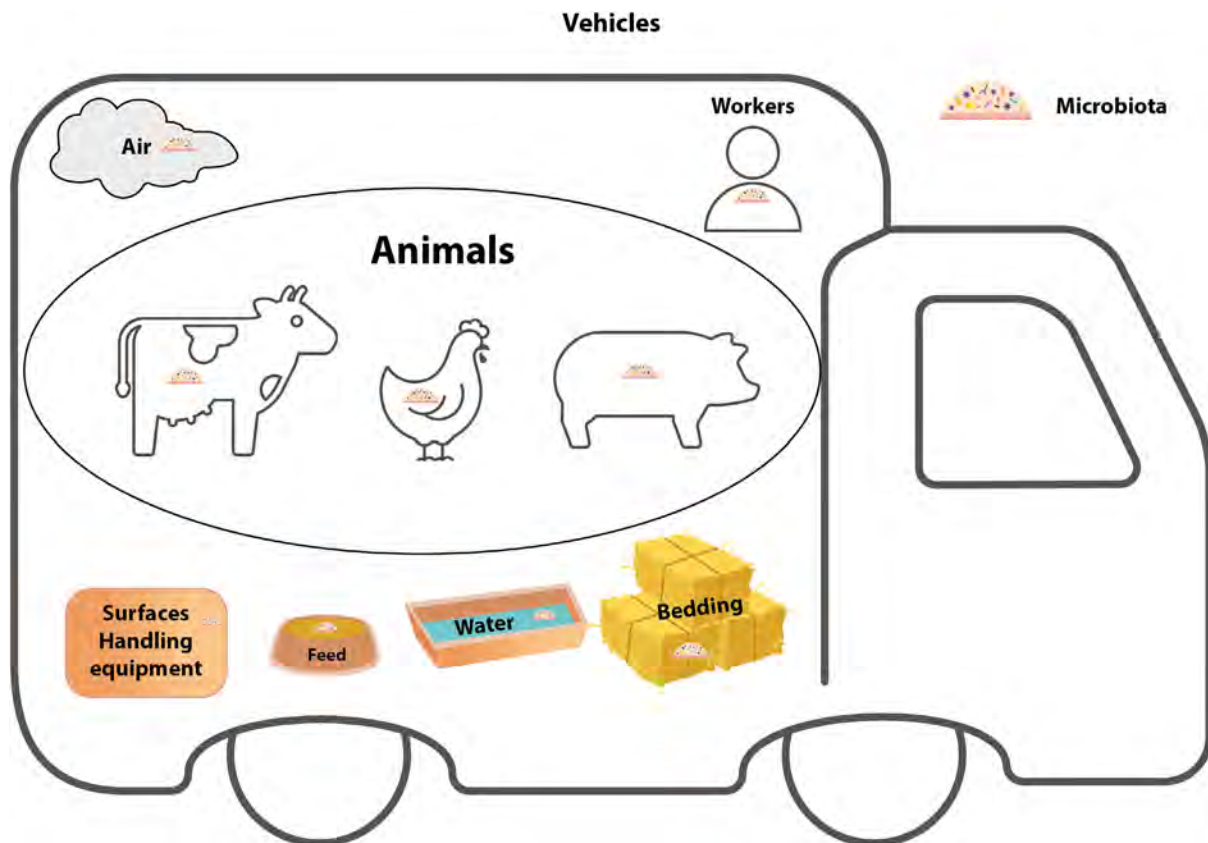 Vehicles
Workers
Microbiota
Air
Animals
Surfaces
Handling
equipment
Feed
Water
Bedding